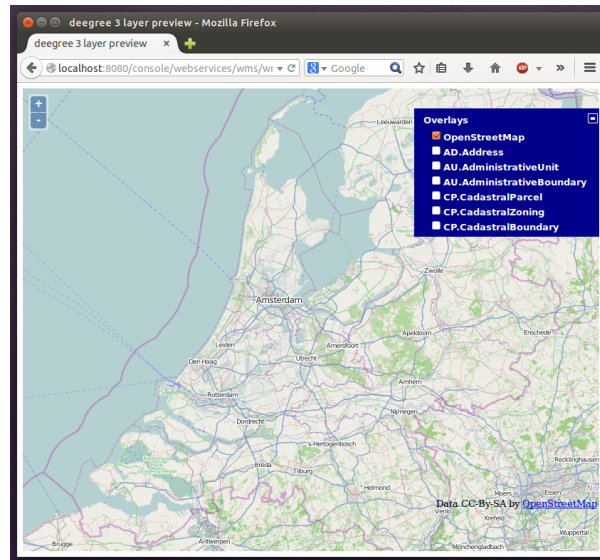 deegree 3 layer preview - Mozilla Firefox
deegree 3 layer preview
localhost:8080/console/webservices/wms/w
Google
ABP
+
-
Overlays
OpenStreetMap
AD.Address
AU.AdministrativeUnit
AU.AdministrativeBoundary
CP.CadastralParcel
CP.CadastralZoning
CP.CadastralBoundary
Leeuwarden
Zwolle
Amsterdam
Apeldoorn
Enschede
Leiden
Amersfoort
Den Haag
Utrecht
Arnhem
Rotterdam
Nijmegen
Dordrecht
's-Hertogenbosch
Breda
Tilburg
Recklinghausen
Helmond
Moers
Essen
Data CC-By-SA by OpenStreetMap
Venlo
Krefeld
Wuppertal
Antwerpen
Mönchengladbach
Brugge